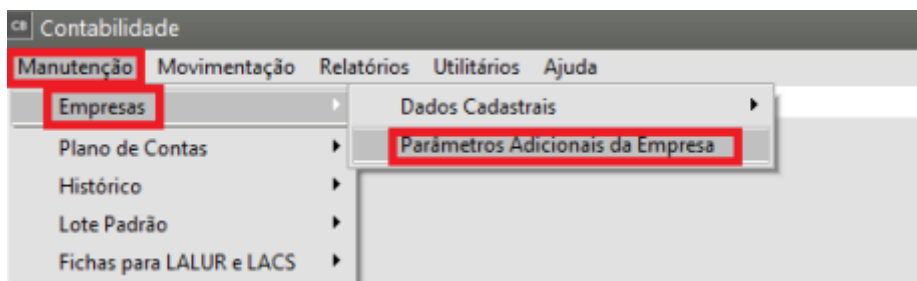 CB Contabilidade
Manutenção Movimentação Relatórios Utilitários Ajuda
Empresas Dados Cadastrais
Plano de Contas Parâmetros Adicionais da Empresa
Histórico
Lote Padrão
Fichas para LALUR e LACS